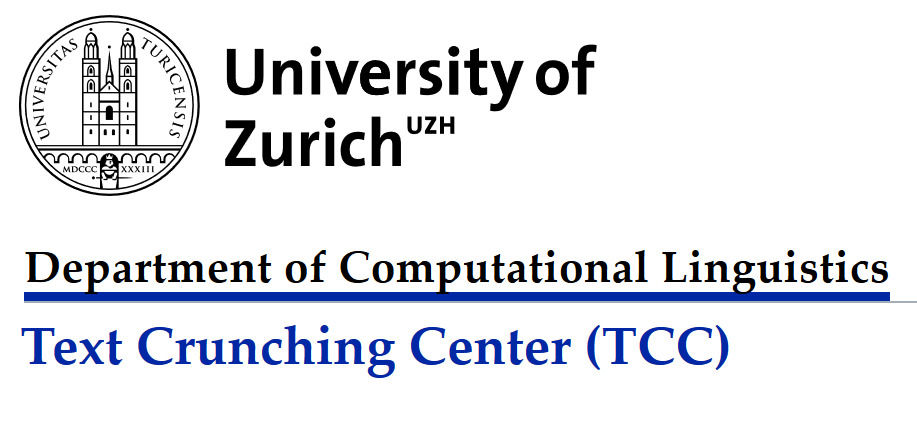 UNIVERSITAS TURICENSIS
MDCCC XXXIII
University of
Zurich UZH
Department of Computational Linguistics
Text Crunching Center (TCC)